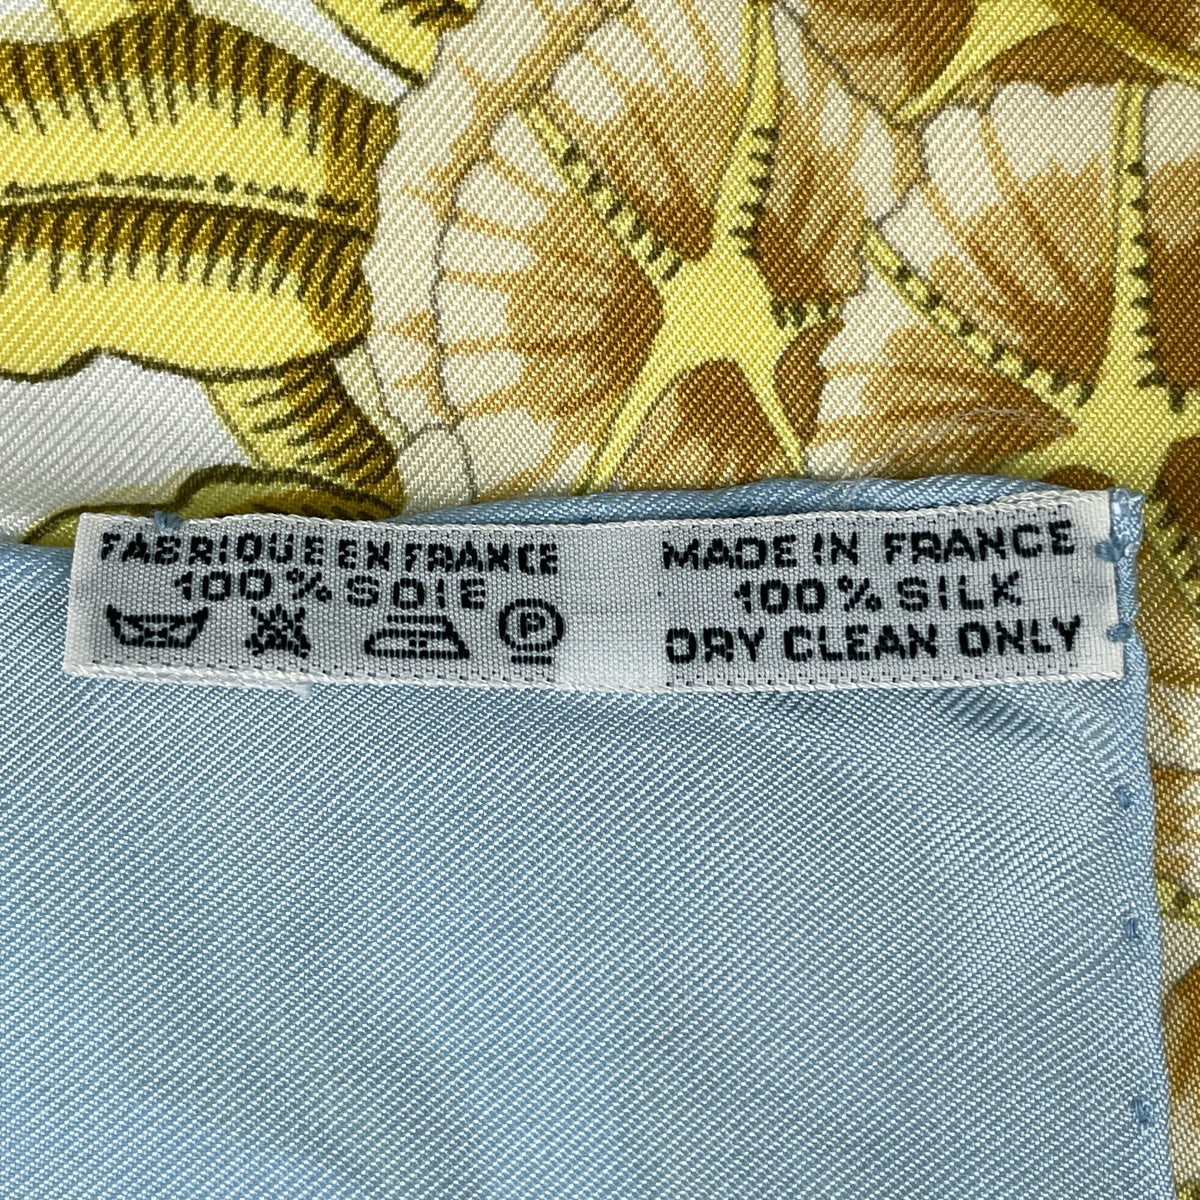 FABRIQUE EN FRANCE
100% SOIE
P
MADE IN FRANCE
100% SILK
DRY CLEAN ONLY